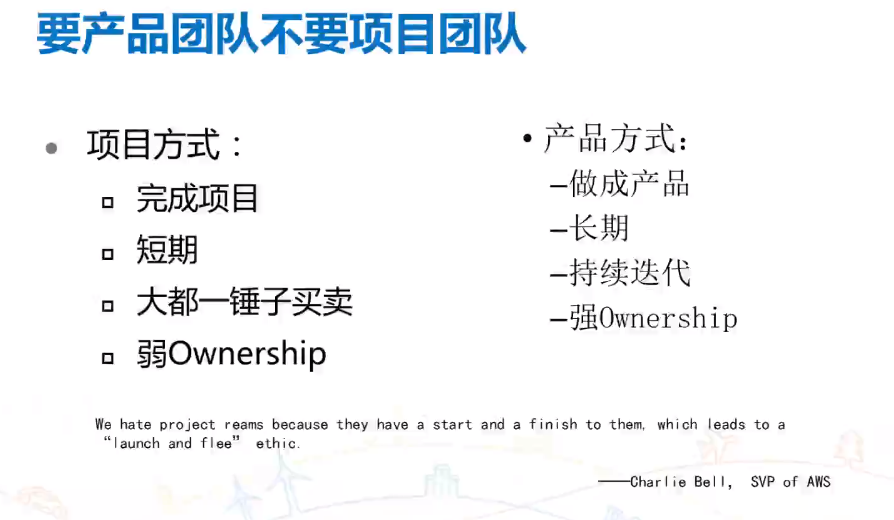 要产品团队不要项目团队
• 项目方式：
▫ 完成项目
▫ 短期
▫ 大都一锤子买卖
▫ 弱Ownership
• 产品方式：
–做成产品
–长期
–持续迭代
–强Ownership
We hate project reams because they have a start and a finish to them, which leads to a
“launch and flee” ethic.
——Charlie Bell, SVP of AWS